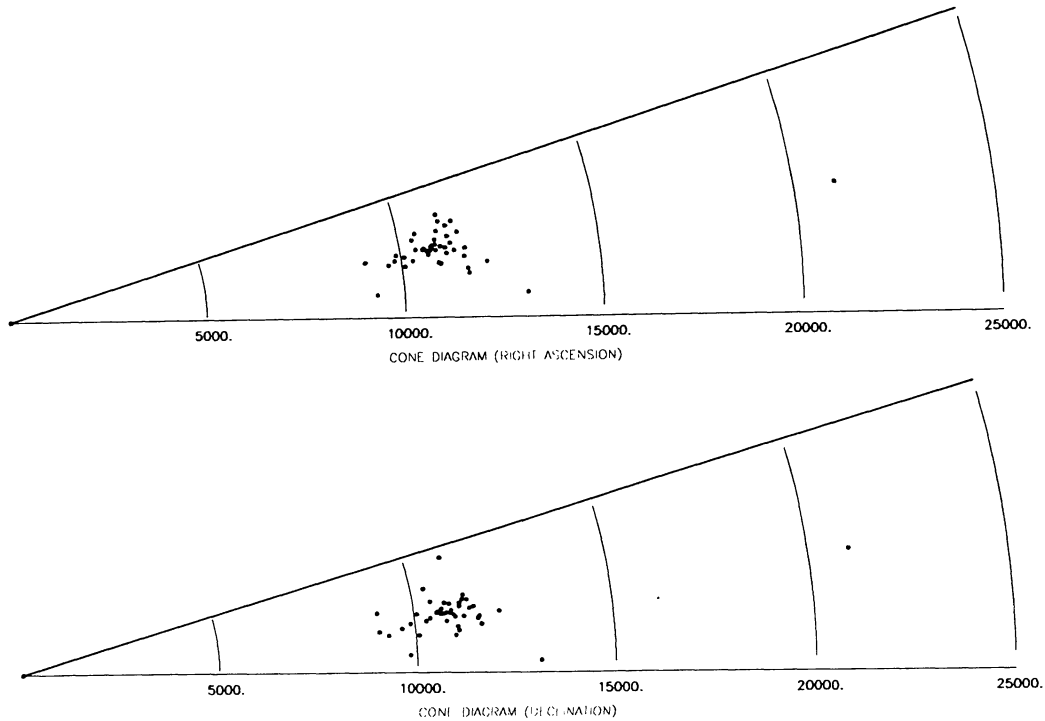 5000. 10000. 15000. 20000. 25000.
CONE DIAGRAM (RIGHT ASCENSION)
5000. 10000. 15000. 20000. 25000.
CONE DIAGRAM (DECLINATION)